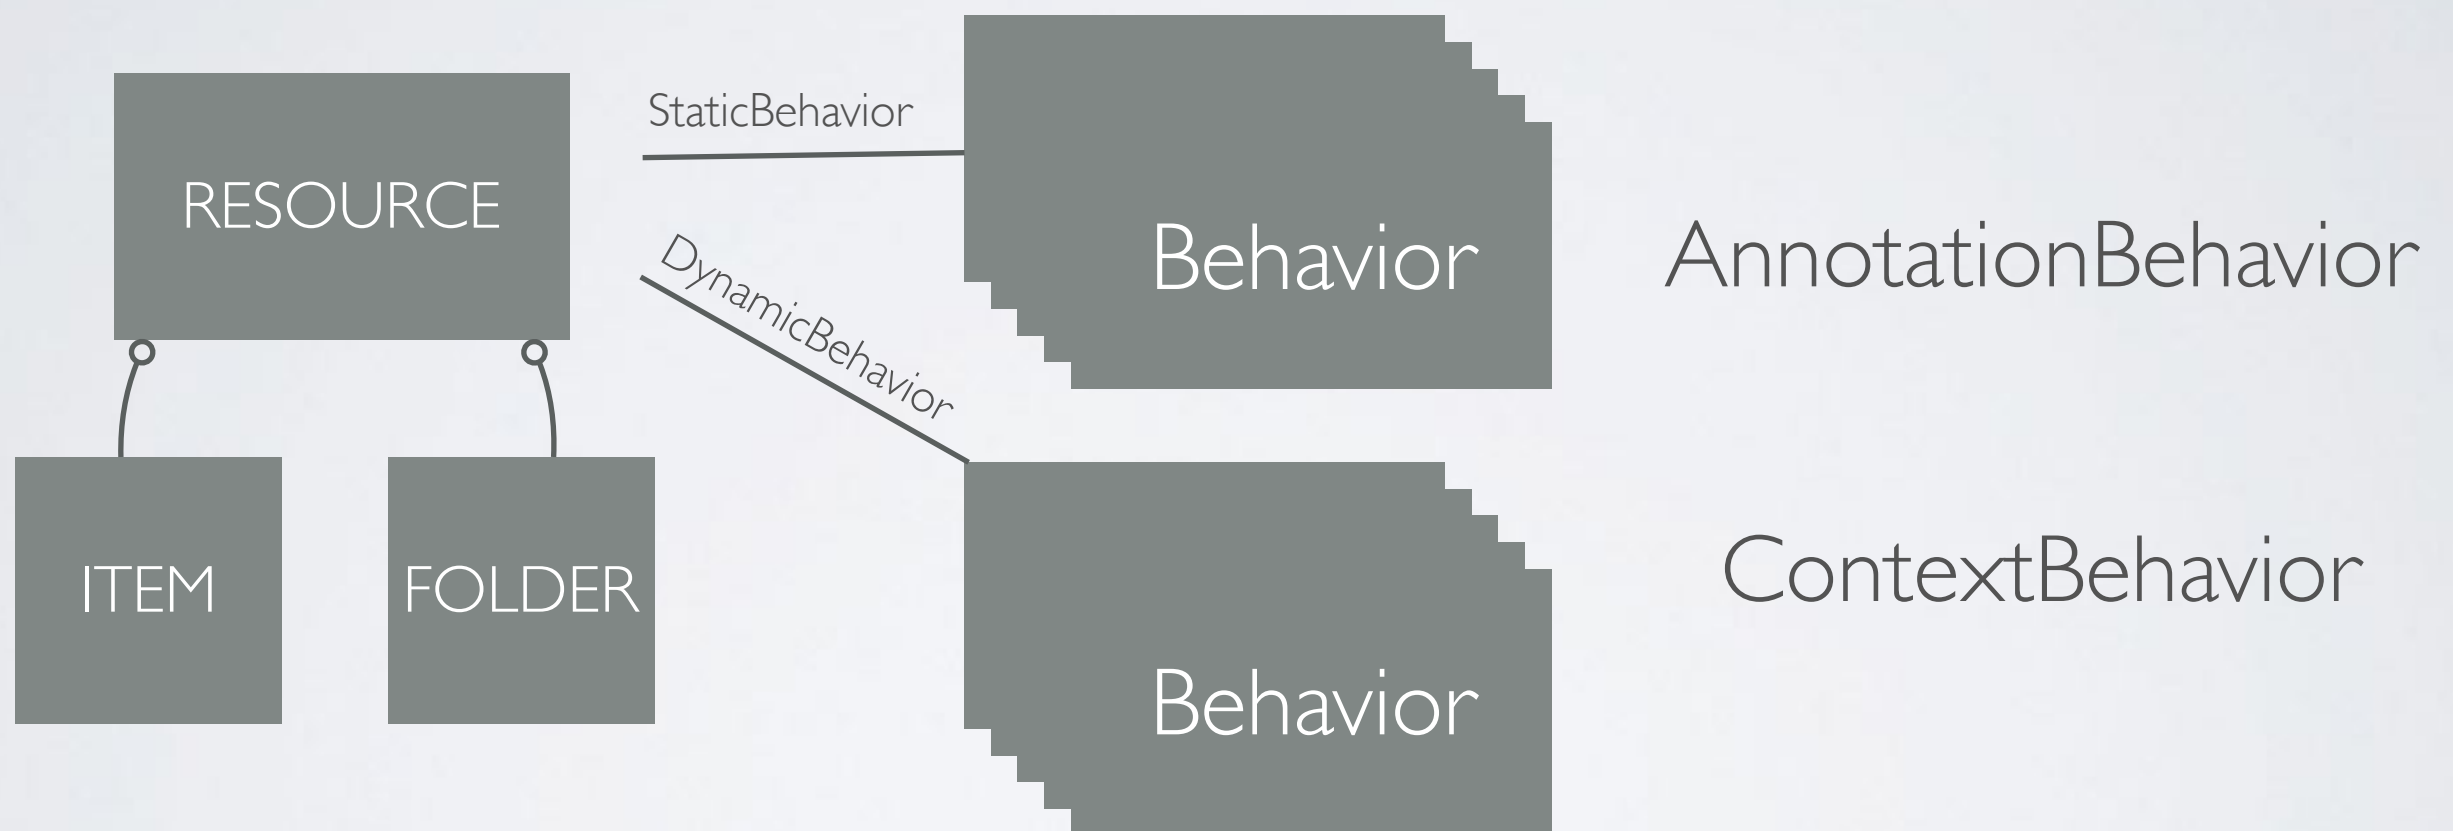 StaticBehavior
RESOURCE
DynamicBehavior
Behavior
AnnotationBehavior
ITEM
FOLDER
ContextBehavior
Behavior